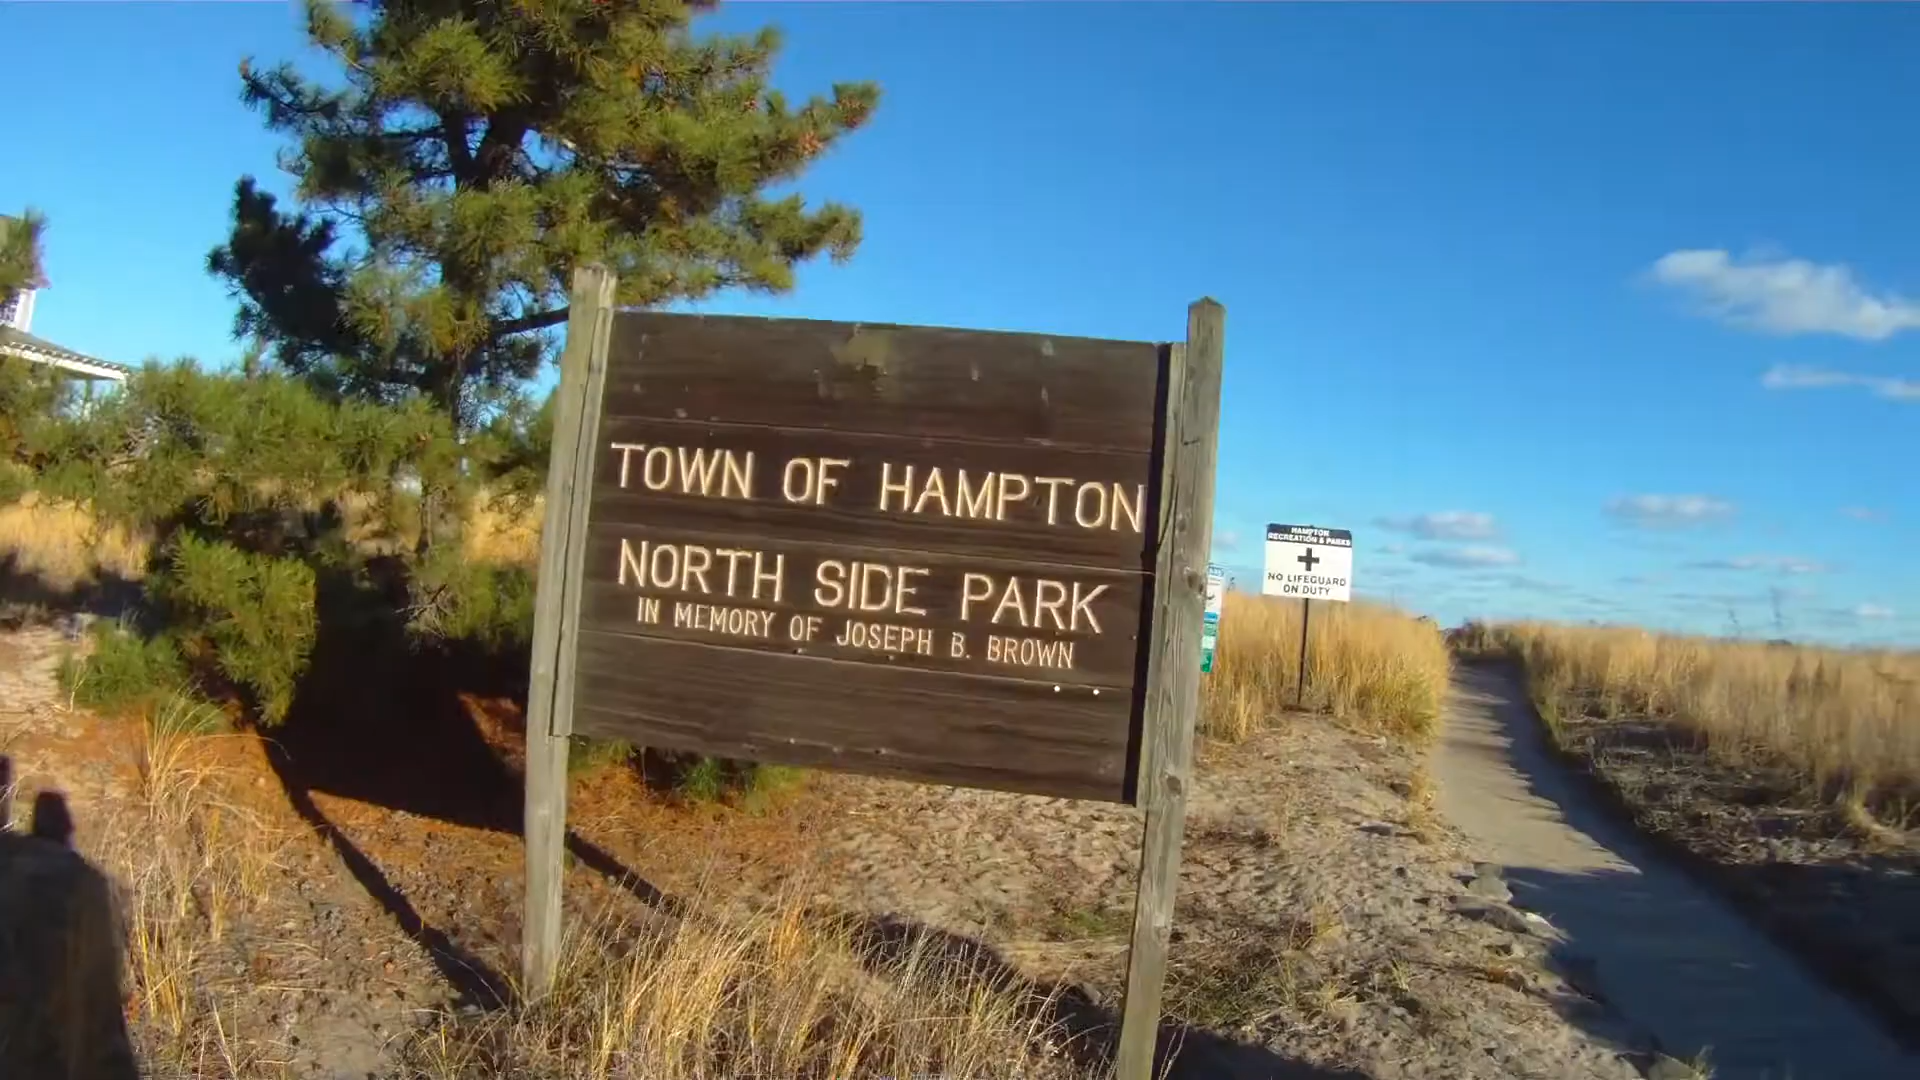 TOWN OF HAMPTON
NORTH SIDE PARK
IN MEMORY OF JOSEPH B. BROWN
HAMPTON
RECREATION & PARKS
NO LIFEGUARD
ON DUTY